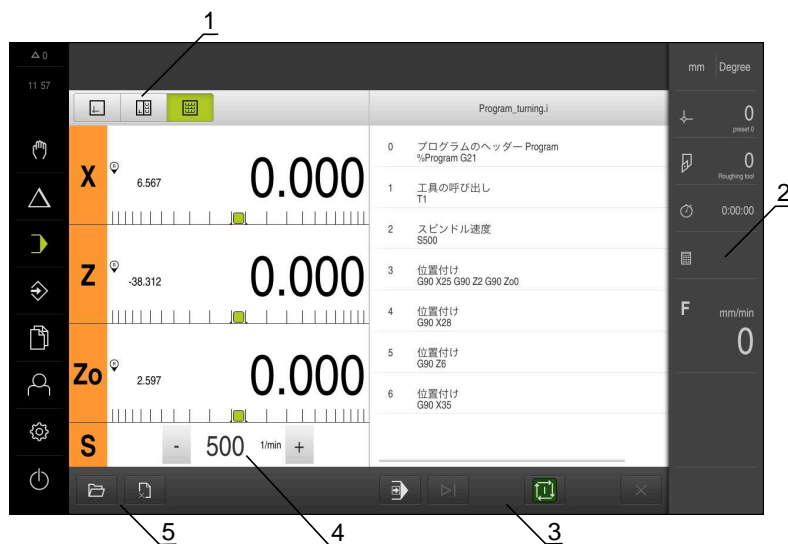 1
0
11 57
mm Degree
Program_turning.i
0
preset 0
0
Roughing tool
0:00:00
2
F mm/min
0
X R 6.567 0.000
Z R -38.312 0.000
Zo R 2.597 0.000
S - 500 1/min +
0 プログラムのヘッダー Program
%Program G21
1 工具の呼び出し
T1
2 スピンドル速度
S500
3 位置付け
G90 X25 G90 Z2 G90 Zo0
4 位置付け
G90 X28
5 位置付け
G90 Z6
6 位置付け
G90 X35
5
4
3